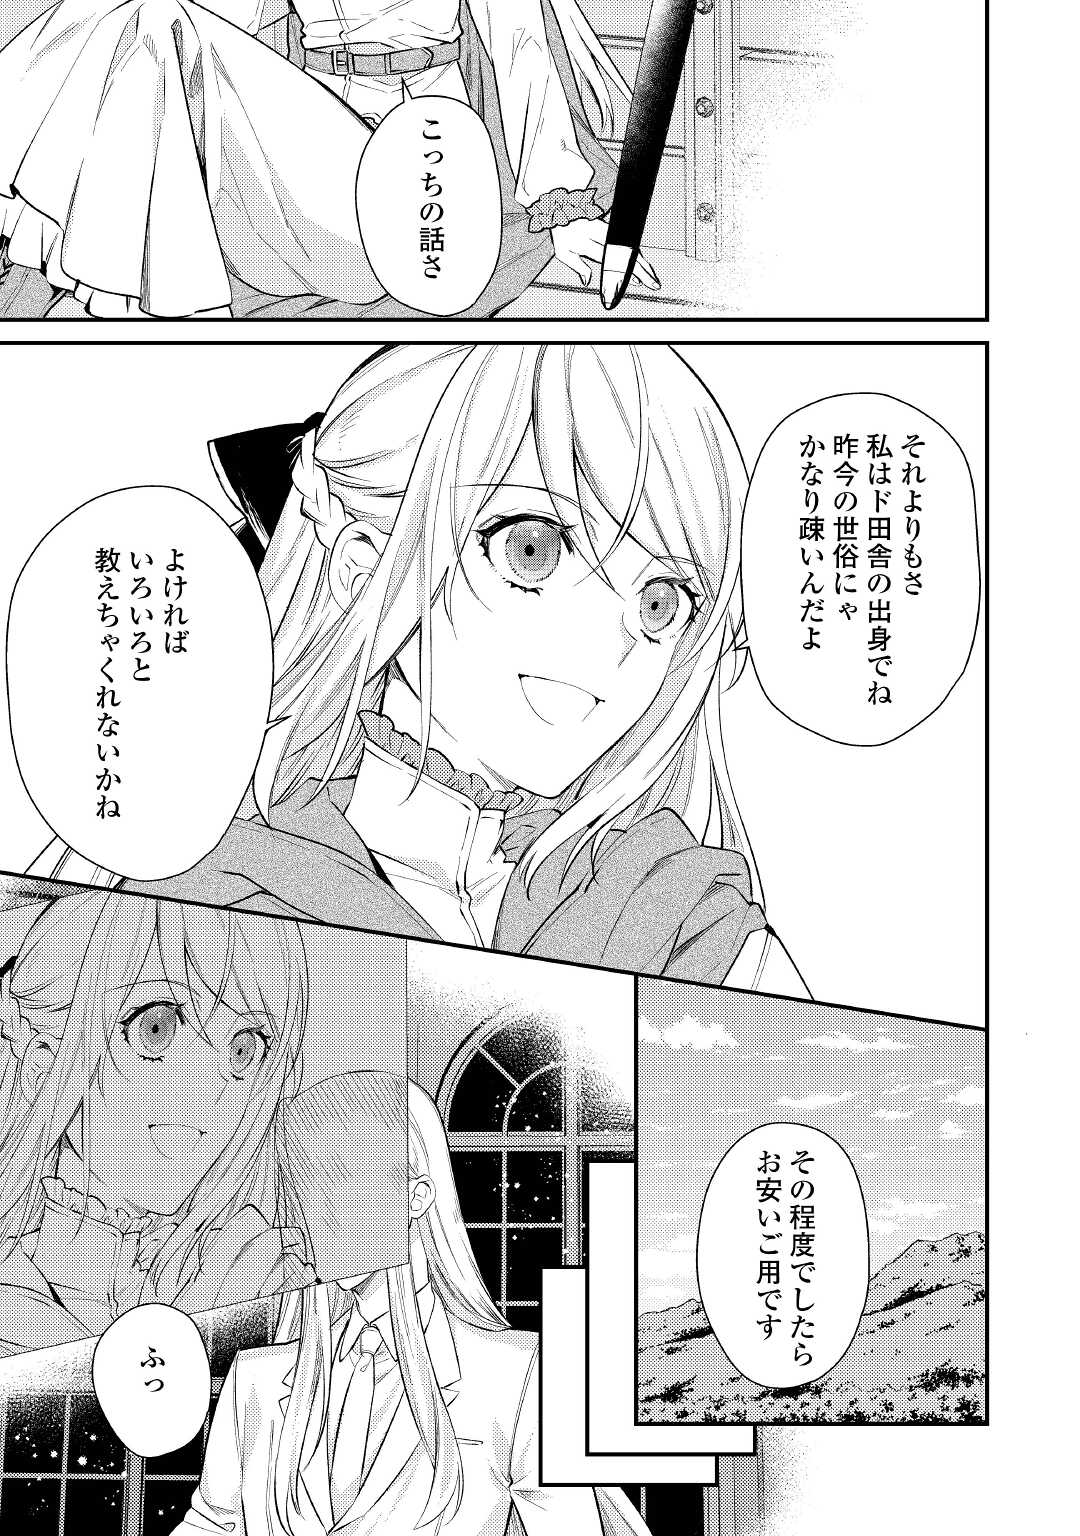 こっちの話さ
それよりもさ
私はド田舎の出身でね
昨今の世俗にゃ
かなり疎いんだよ
よければ
いろいろと
教えちゃくれないかね
その程度でしたら
お安いご用です
ふっ